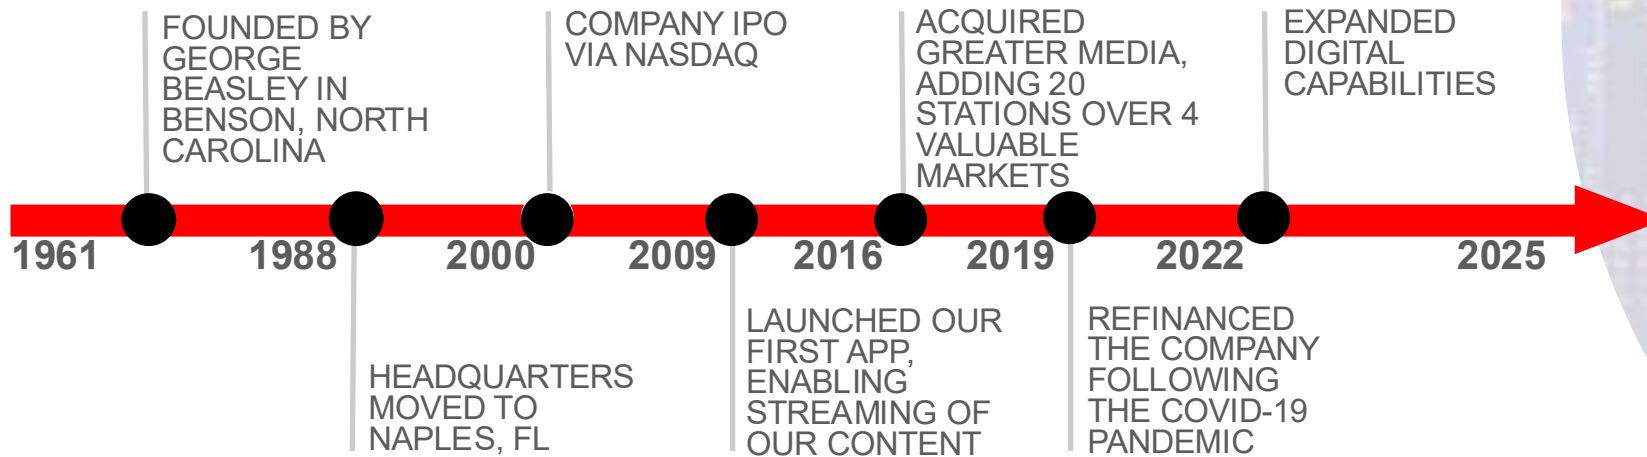 FOUNDED BY
GEORGE
BEASLEY IN
BENSON, NORTH
CAROLINA
COMPANY IPO
VIA NASDAQ
ACQUIRED
GREATER MEDIA,
ADDING 20
STATIONS OVER 4
VALUABLE
MARKETS
EXPANDED
DIGITAL
CAPABILITIES
1961 1988 2000 2009 2016 2019 2022 2025
HEADQUARTERS
MOVED TO
NAPLES, FL
LAUNCHED OUR
FIRST APP,
ENABLING
STREAMING OF
OUR CONTENT
REFINANCED
THE COMPANY
FOLLOWING
THE COVID-19
PANDEMIC